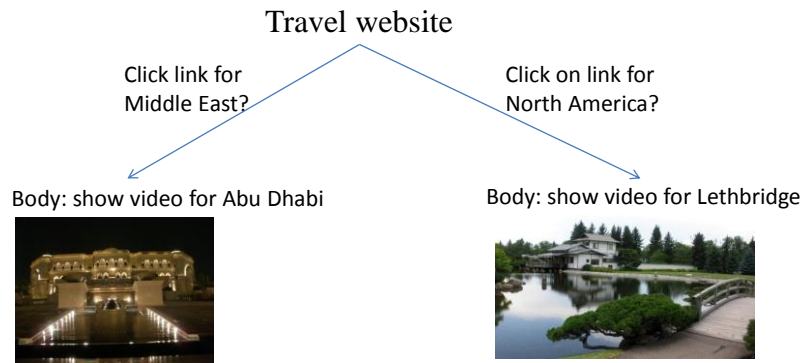 Travel website
Click link for
Middle East?
Click on link for
North America?
Body: show video for Abu Dhabi
Body: show video for Lethbridge